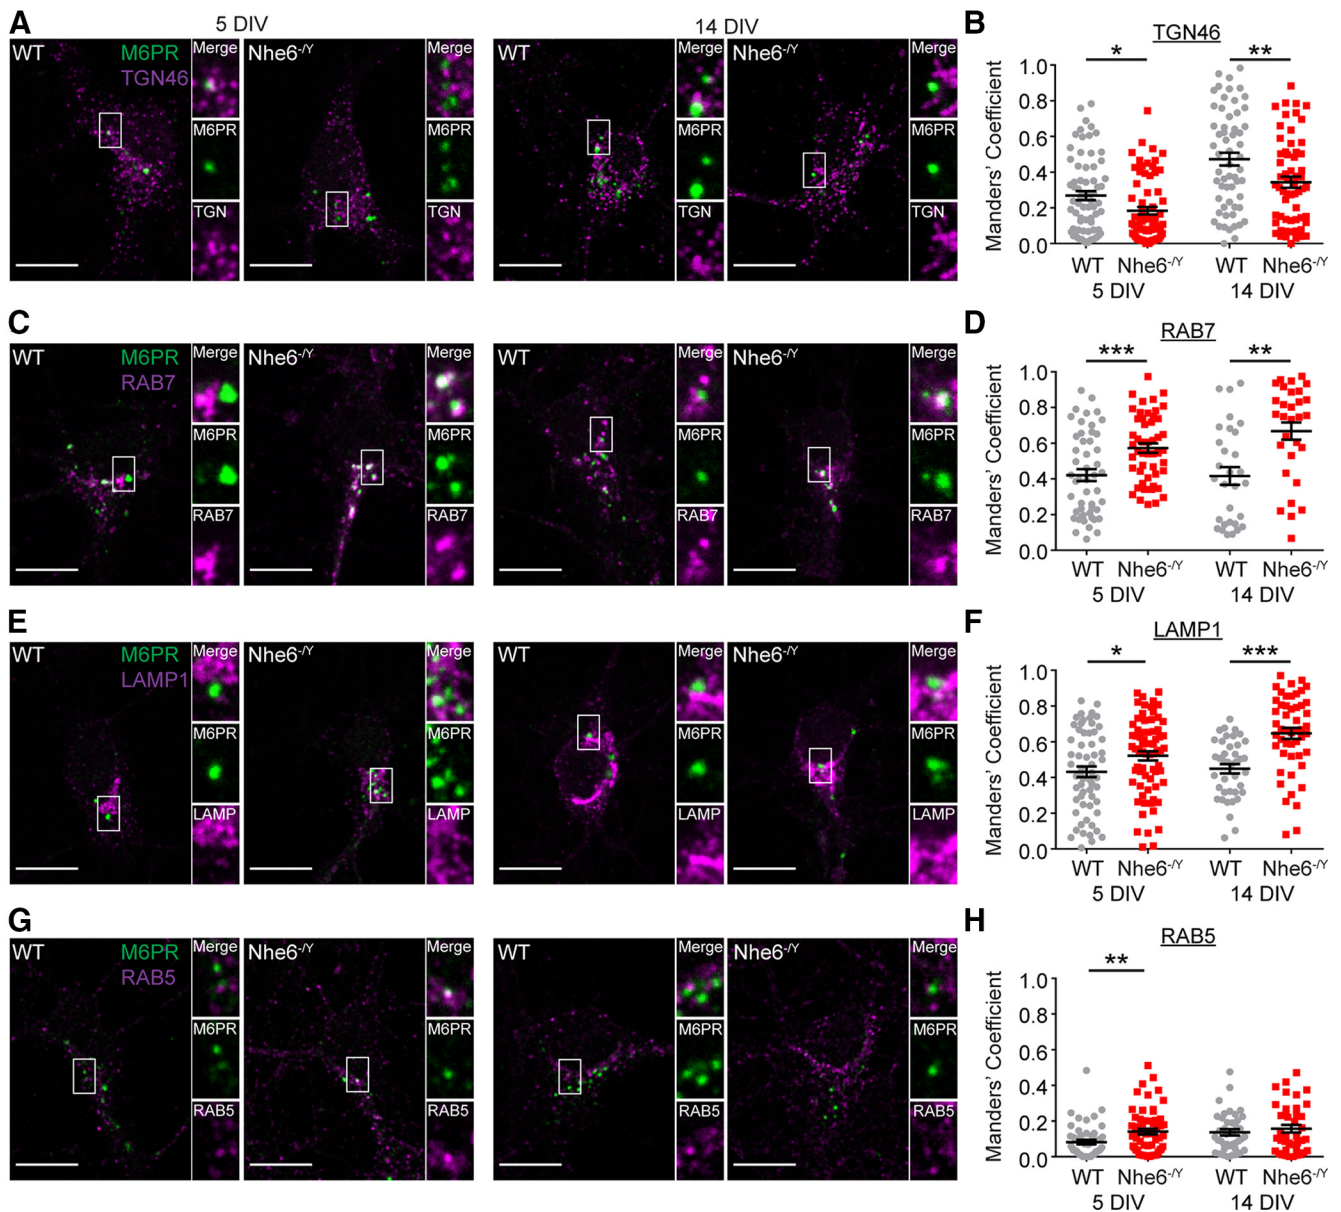 A
5 DIV
14 DIV
WT
M6PR
TGN46
Merge
M6PR
TGN
Nhe6-/Y
Merge
M6PR
TGN
WT
Merge
M6PR
TGN
Nhe6-/Y
Merge
M6PR
TGN
B
TGN46
* **
Manders' Coefficient
1.0
0.8
0.6
0.4
0.2
0.0
WT Nhe6-/Y WT Nhe6-/Y
5 DIV 14 DIV
C
WT
M6PR
RAB7
Merge
M6PR
RAB7
Nhe6-/Y
Merge
M6PR
RAB7
WT
Merge
M6PR
RAB7
Nhe6-/Y
Merge
M6PR
RAB7
D
RAB7
*** **
Manders' Coefficient
1.0
0.8
0.6
0.4
0.2
0.0
WT Nhe6-/Y WT Nhe6-/Y
5 DIV 14 DIV
E
WT
M6PR
LAMP1
Merge
M6PR
LAMP
Nhe6-/Y
Merge
M6PR
LAMP
WT
Merge
M6PR
LAMP
Nhe6-/Y
Merge
M6PR
LAMP
F
LAMP1
* ***
Manders' Coefficient
1.0
0.8
0.6
0.4
0.2
0.0
WT Nhe6-/Y WT Nhe6-/Y
5 DIV 14 DIV
G
WT
M6PR
RAB5
Merge
M6PR
RAB5
Nhe6-/Y
Merge
M6PR
RAB5
WT
Merge
M6PR
RAB5
Nhe6-/Y
Merge
M6PR
RAB5
H
RAB5
**
Manders' Coefficient
1.0
0.8
0.6
0.4
0.2
0.0
WT Nhe6-/Y WT Nhe6-/Y
5 DIV 14 DIV